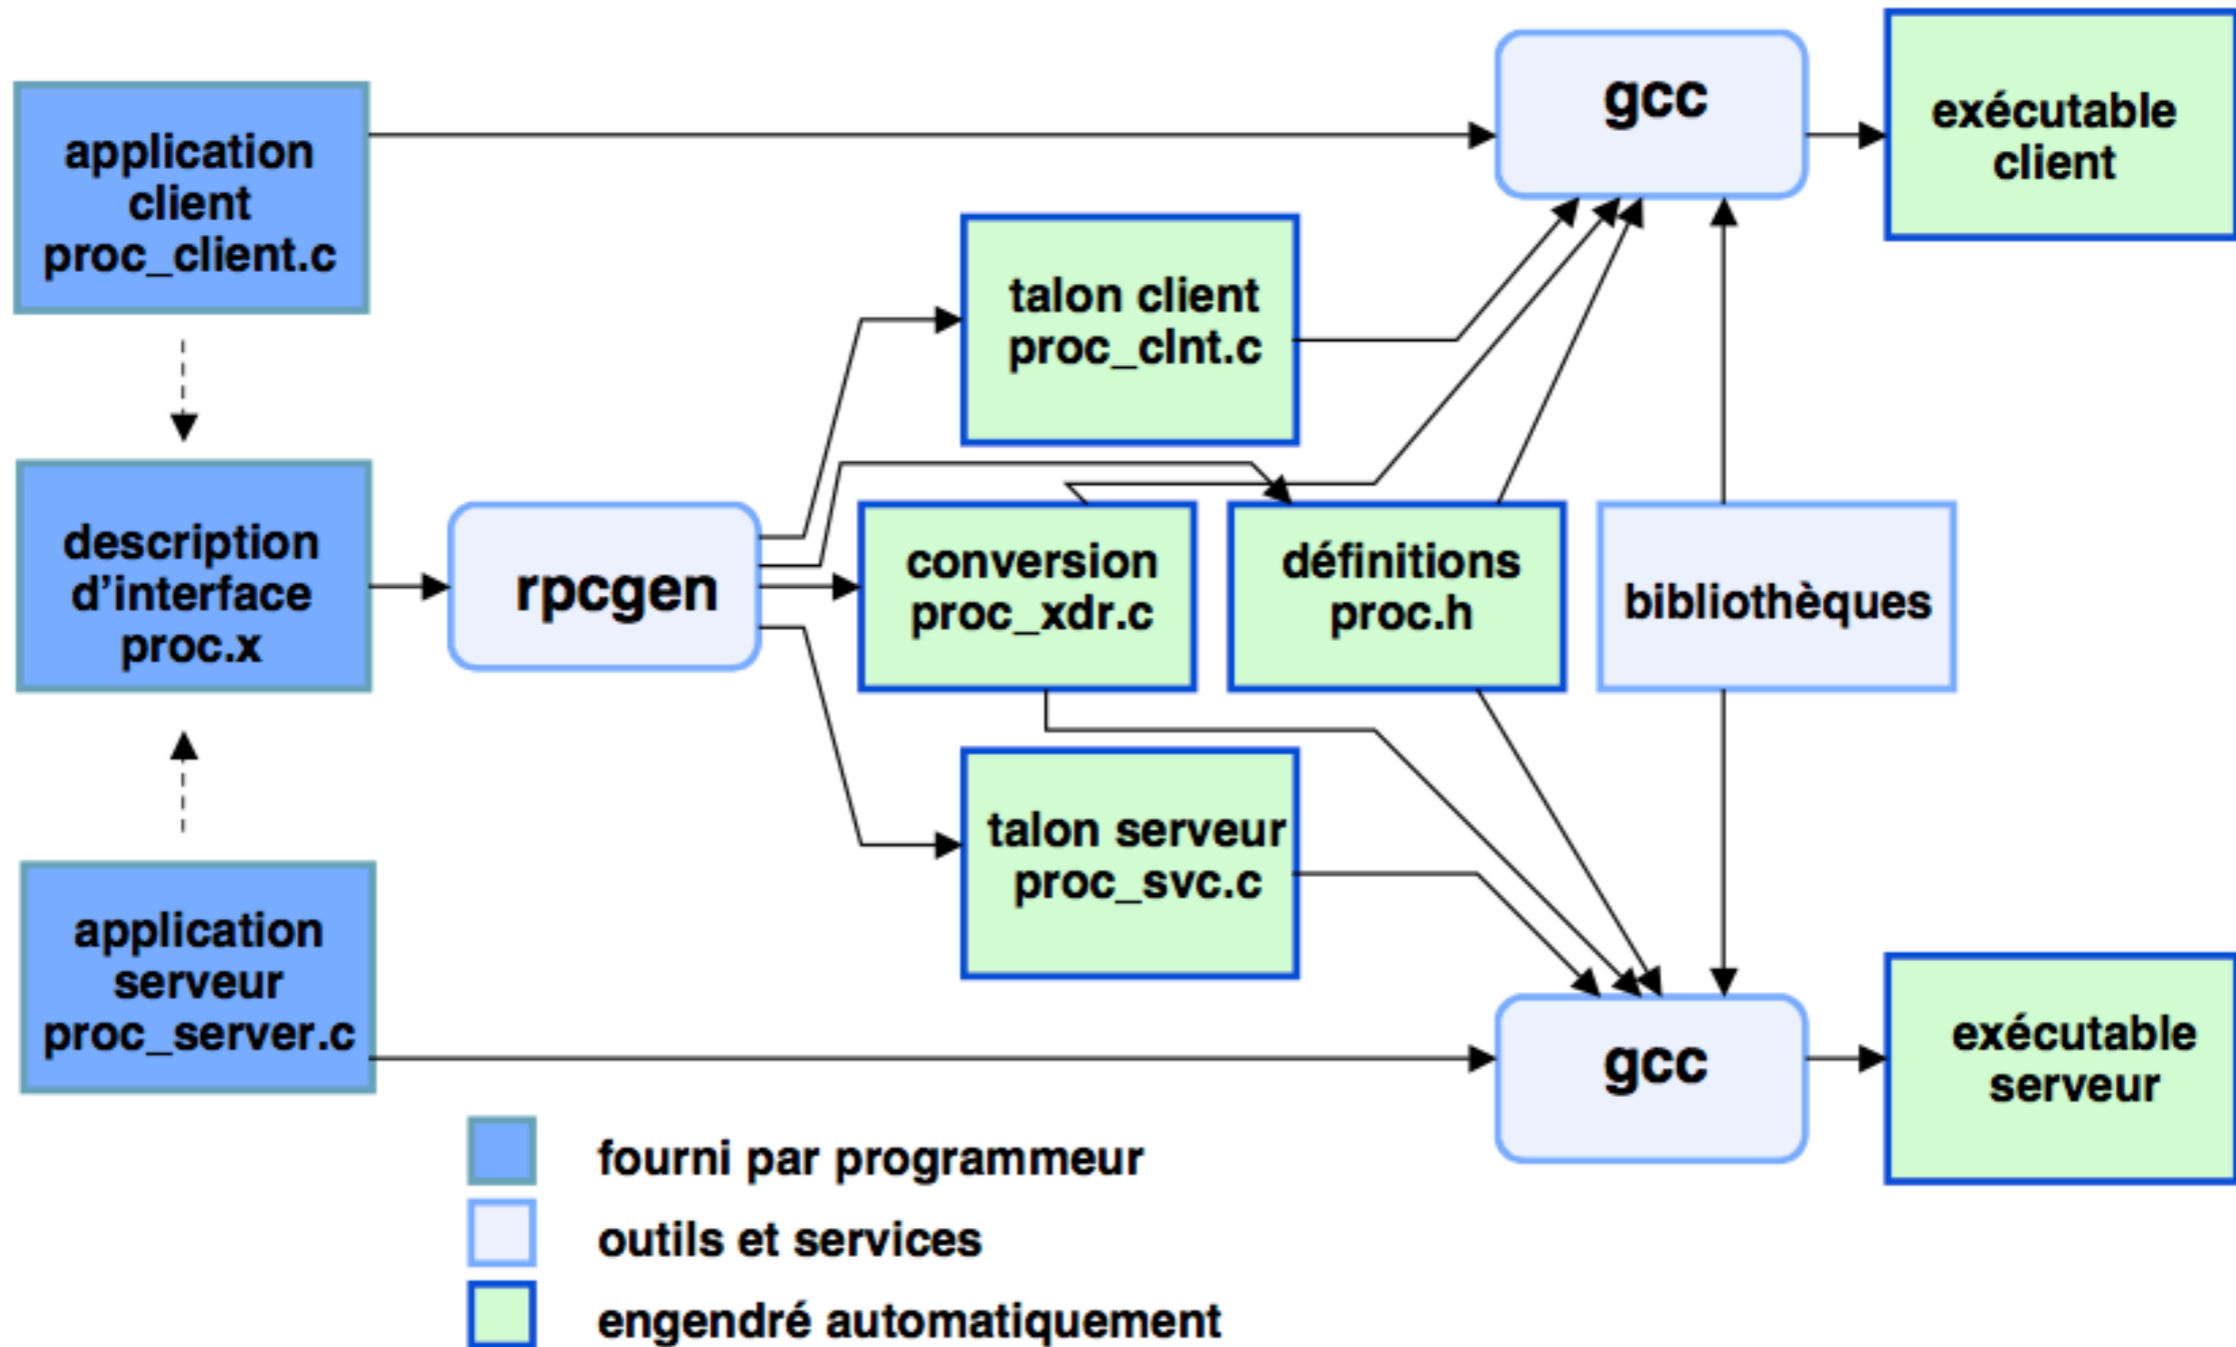 application
client
proc_client.c
description
d'interface
proc.x
application
serveur
proc_server.c
rpcgen
talon client
proc_clnt.c
conversion
proc_xdr.c
définitions
proc.h
talon serveur
proc_svc.c
bibliothèques
gcc
exécutable
client
gcc
exécutable
serveur
fourni par programmeur
outils et services
engendré automatiquement